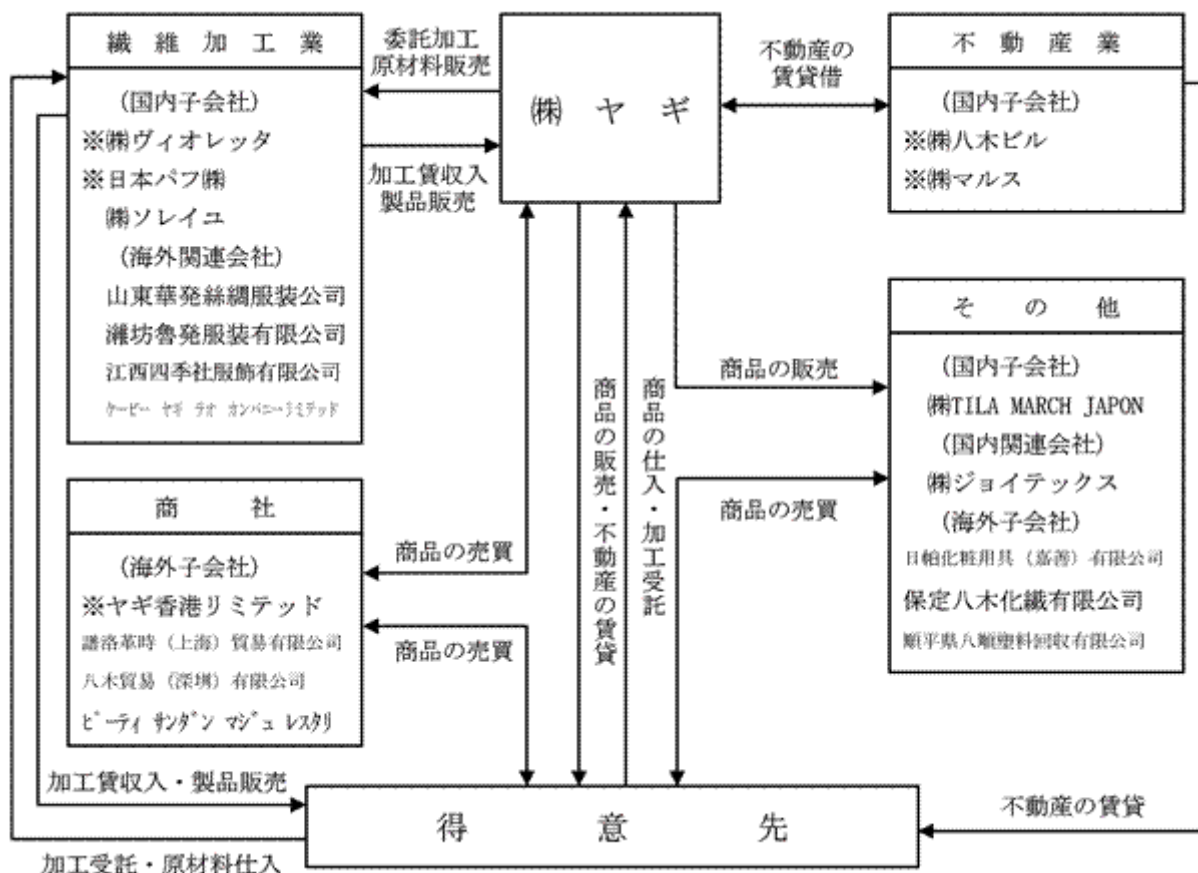 繊維加工業
(国内子会社)
※㈱ヴィオレッタ
※日本パフ㈱
㈱ソレイユ
(海外関連会社)
山東華発絲綢服装公司
濰坊魯発服装有限公司
江西四季社服飾有限公司
ケービー ヤギ ラオ カンパニーリミテッド
委託加工
原材料販売
加工賃収入
製品販売
㈱ヤギ
不動産の
賃貸借
不動産業
(国内子会社)
※㈱八木ビル
※㈱マルス
その他
(国内子会社)
㈱TILA MARCH JAPON
(国内関連会社)
㈱ジョイテックス
(海外子会社)
日帕化粧用具(嘉善)有限公司
保定八木化繊有限公司
順平県八順塑料回収有限公司
商品の販売
商品の売買
商社
(海外子会社)
※ヤギ香港リミテッド
譜洛革時(上海)貿易有限公司
八木貿易(深圳)有限公司
ピーティ サンダン マジュ レスタリ
商品の売買
商品の売買
商品の販売・不動産の賃貸
商品の仕入・加工受託
加工賃収入・製品販売
得意先
不動産の賃貸
加工受託・原材料仕入